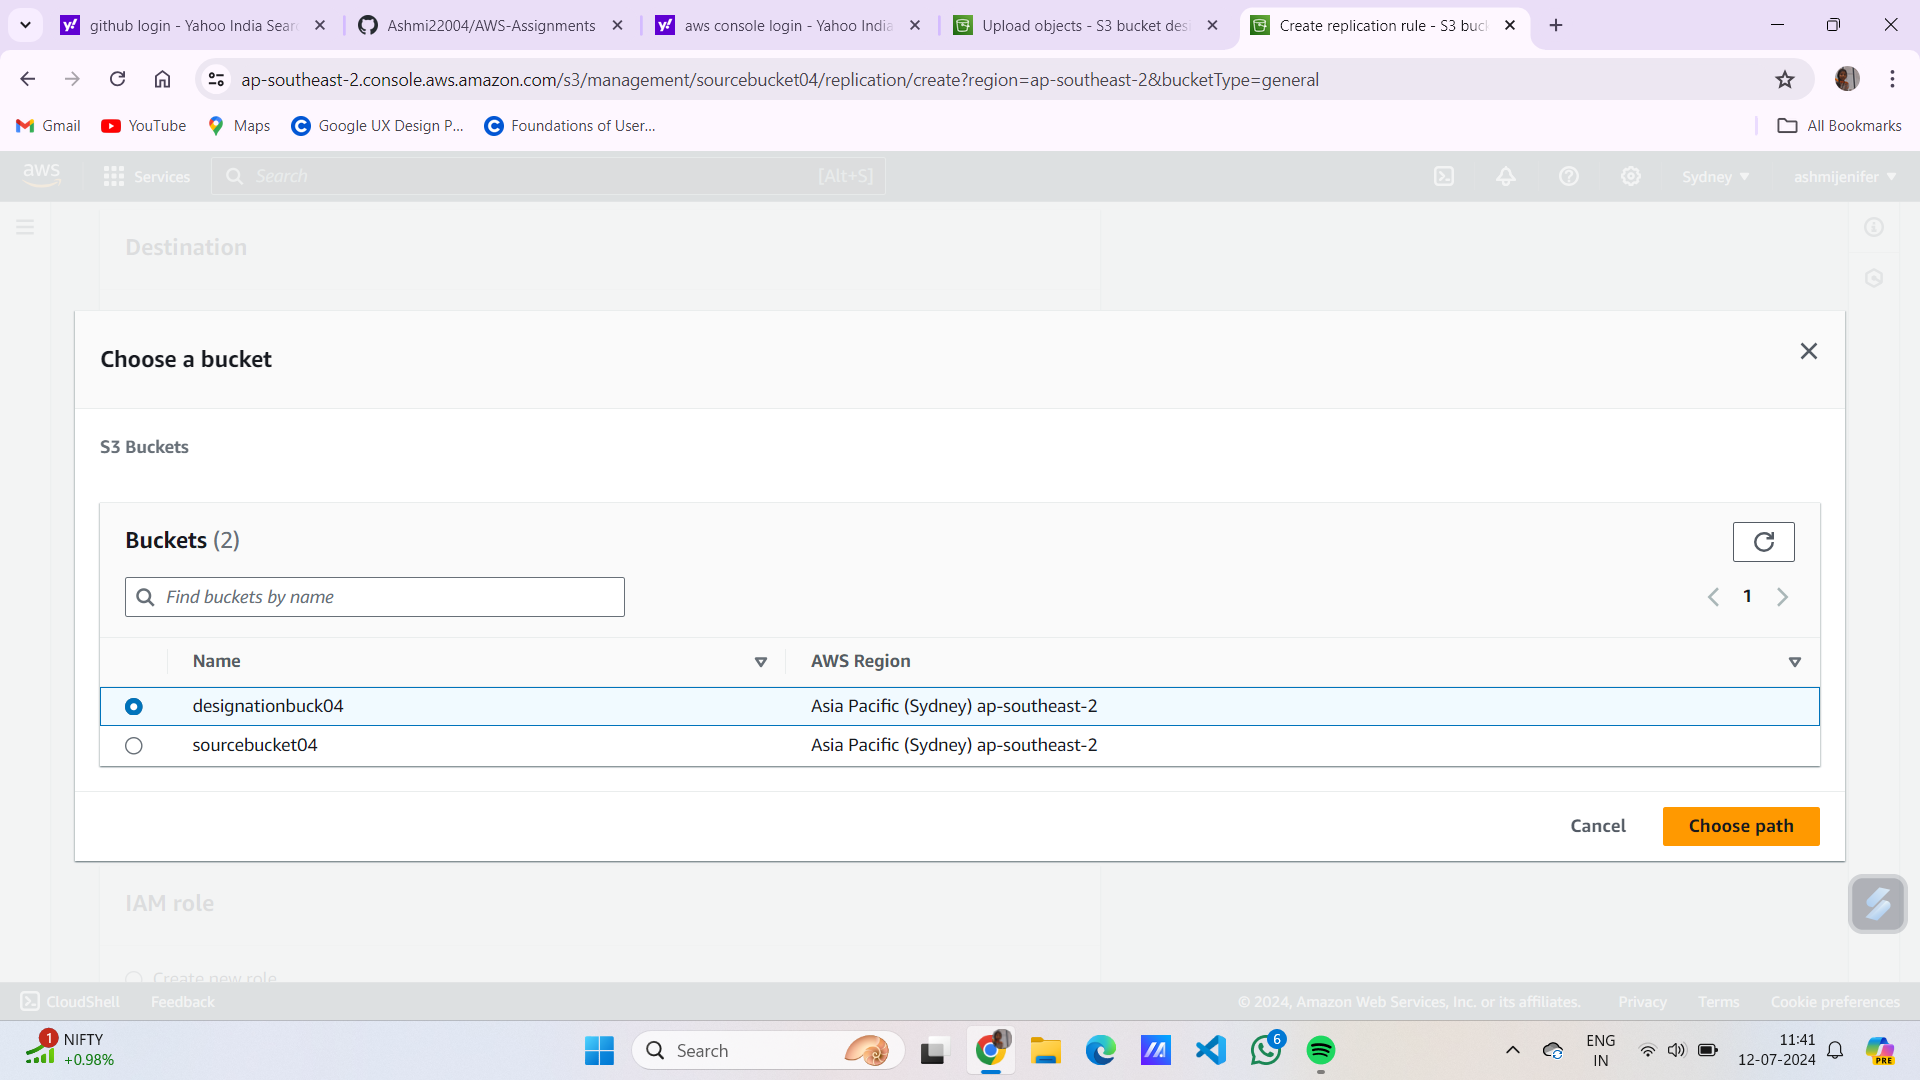 github login - Yahoo India Sear
Ashmi22004/AWS-Assignments
aws console login - Yahoo India
Upload objects - S3 bucket des
Create replication rule - S3 buck
ap-southeast-2.console.aws.amazon.com/s3/management/sourcebucket04/replication/create?region=ap-southeast-2&bucketType=general
Gmail
YouTube
Maps
Google UX Design P...
Foundations of User...
All Bookmarks
aws
Services
Search
[Alt+S]
Sydney
ashmijenifer
Destination
Choose a bucket
S3 Buckets
Buckets (2)
Find buckets by name
1
Name
AWS Region
designationbuck04
Asia Pacific (Sydney) ap-southeast-2
sourcebucket04
Asia Pacific (Sydney) ap-southeast-2
Cancel
Choose path
IAM role
Create new role
CloudShell
Feedback
© 2024, Amazon Web Services, Inc. or its affiliates.
Privacy
Terms
Cookie preferences
1
NIFTY
+0.98%
Search
6
ENG
IN
11:41
12-07-2024
PRE